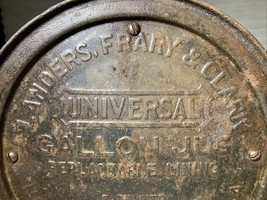 LANDERS, FRARY & CLARK
UNIVERSAL
GALLON JUG
REPLACEABLE LINING